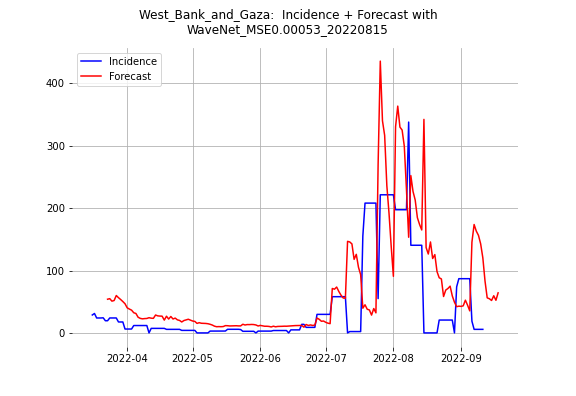 West_Bank_and_Gaza:  Incidence + Forecast with
WaveNet_MSE0.00053_20220815
Incidence
Forecast
400
300
200
100
0
2022-04 2022-05 2022-06 2022-07 2022-08 2022-09